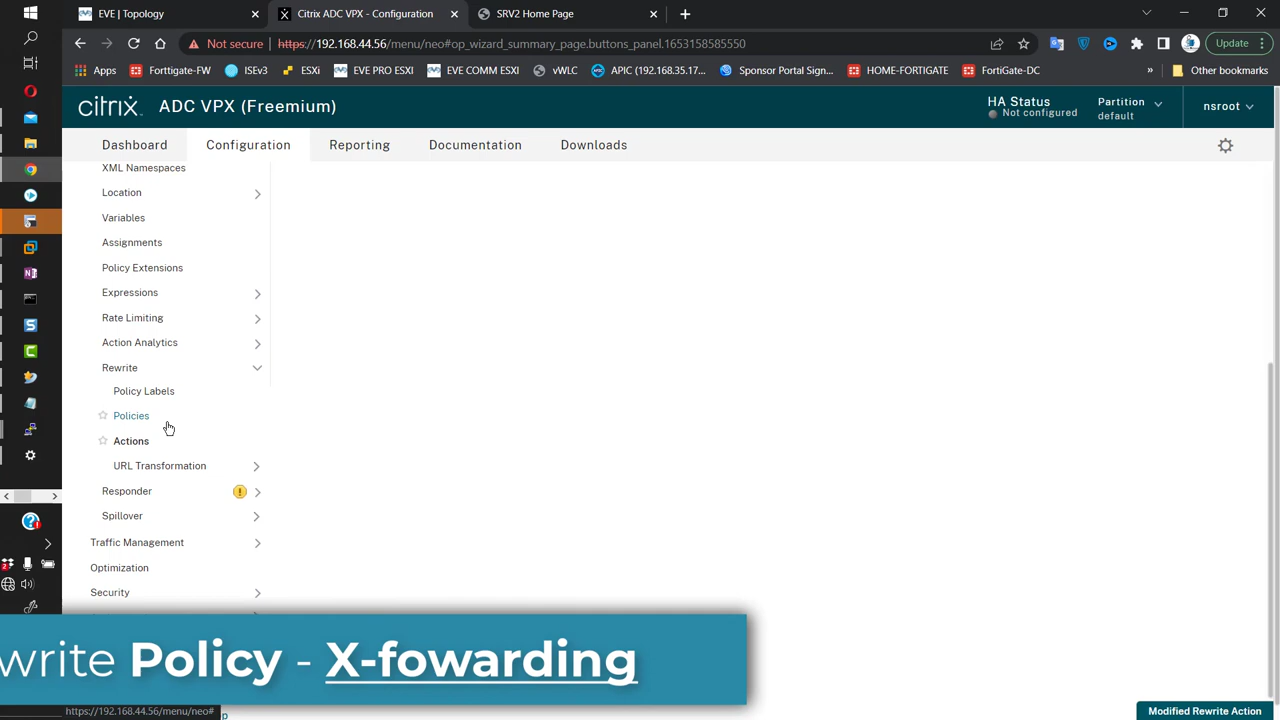 EVE | Topology
Citrix ADC VPX - Configuration
SRV2 Home Page
Not secure
https://192.168.44.56/menu/neo#op_wizard_summary_page.buttons_panel.1653158585550
Update
Apps
Forttigate-FW
ISEv3
ESXi
EVE PRO ESXI
EVE COMM ESXI
vWLC
APIC (192.168.35.17...
Sponsor Portal Sign...
HOME-FORTIGATE
FortiGate-DC
»
Other bookmarks
citrix
ADC VPX (Freemium)
HA Status
Not configured
Partition
default
nsroot
Dashboard
Configuration
Reporting
Documentation
Downloads
XML Namespaces
Location
Variables
Assignments
Policy Extensions
Expressions
Rate Limiting
Action Analytics
Rewrite
Policy Labels
Policies
Actions
URL Transformation
Responder
Spillover
Traffic Management
Optimization
Security
write Policy - X-fowarding
https://192.168.44.56/menu/neo#
Modified Rewrite Action